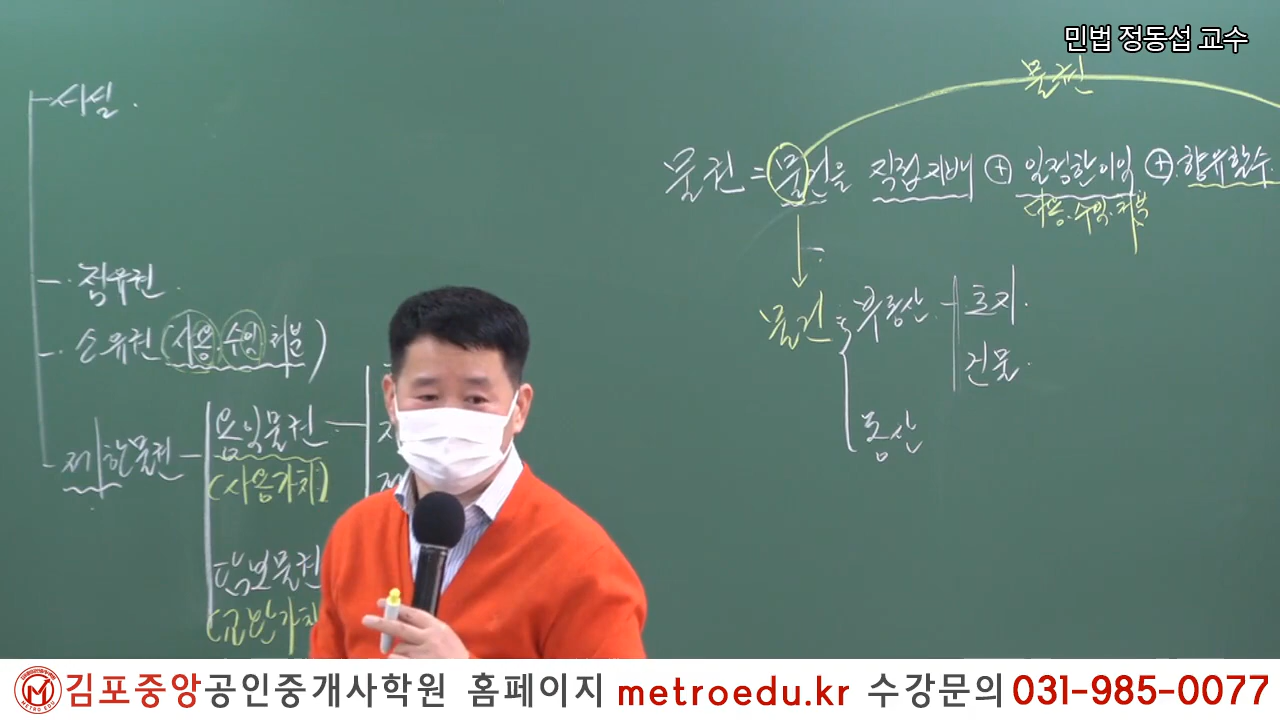 민법 정동섭 교수
사실.
물권
물권 = 물건을 직접지배 ⊕ 일정한 이익 ⊕ 향유할 수
사용·수익·처분
점유권.
소유권 (사용·수익 처분)
물건 부동산 토지.
건물.
동산
제한물권 용익물권
(사용가치)
담보물권
(교환가치
METRO EDU
김포중앙공인중개사학원 홈페이지 metroedu.kr 수강문의 031-985-0077